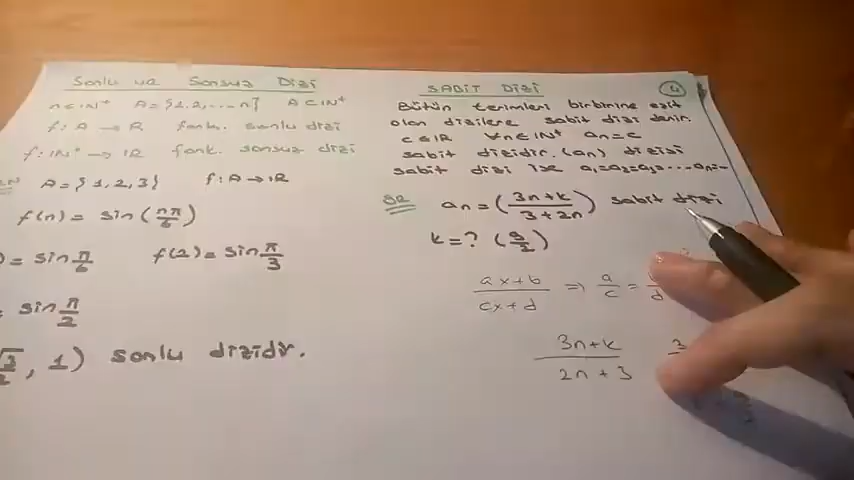 Sonlu ve Sonsuz Dizi
n∈IN⁺ A={1,2,...n} A⊂IN⁺
f: A → R fonk. sonlu dizi
f: IN⁺ → IR fonk. sonsuz dizi
A={1,2,3} f: A→IR
f(n) = sin(nπ/6)
= sin π/6 f(2) = sin π/3
= sin π/2
, 1) sonlu dizidir.
SABİT DİZİ
4
Bütün terimleri birbirine eşit
olan dizilere sabit dizi denir.
c∈IR ∀n∈IN⁺ an=c
sabit dizidir. (an) dizisi
sabit dizi ise a1=a2=a3=...an=
an = (3n+k / 3+2n) sabit dizi
k=? (9/2)
ax+b / cx+d ⇒ a/c =
3n+k / 2n+3